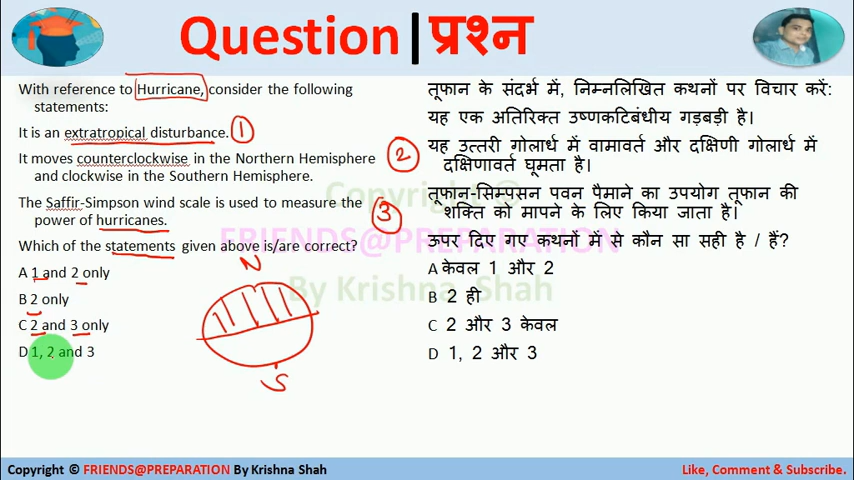 Question|प्रश्न
With reference to Hurricane, consider the following
statements:
It is an extratropical disturbance. 1
It moves counterclockwise in the Northern Hemisphere
and clockwise in the Southern Hemisphere.
2
The Saffir-Simpson wind scale is used to measure the
power of hurricanes.
3
Which of the statements given above is/are correct?
A 1 and 2 only
B 2 only
C 2 and 3 only
D 1, 2 and 3
N
S
तूफान के संदर्भ में, निम्नलिखित कथनों पर विचार करें:
यह एक अतिरिक्त उष्णकटिबंधीय गड़बड़ी है।
यह उत्तरी गोलार्ध में वामावर्त और दक्षिणी गोलार्ध में
दक्षिणावर्त घूमता है।
तूफान-सिम्पसन पवन पैमाने का उपयोग तूफान की
शक्ति को मापने के लिए किया जाता है।
ऊपर दिए गए कथनों में से कौन सा सही है / हैं?
A केवल 1 और 2
B 2 ही
C 2 और 3 केवल
D 1, 2 और 3
Copyright ©
FRIENDS@PREPARATION
By Krishna Shah
Copyright © FRIENDS@PREPARATION By Krishna Shah
Like, Comment & Subscribe.